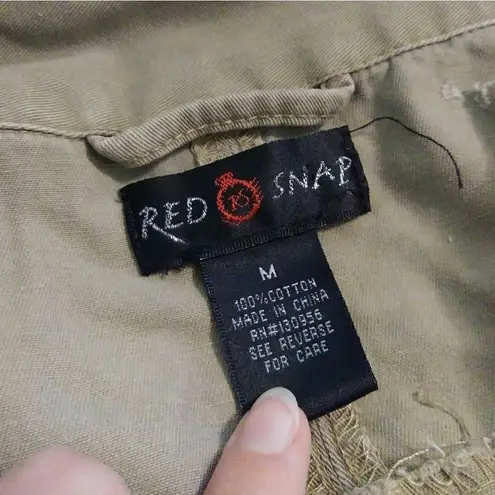 RED RS SNAP
M
100%COTTON
MADE IN CHINA
RN#130956
SEE REVERSE
FOR CARE